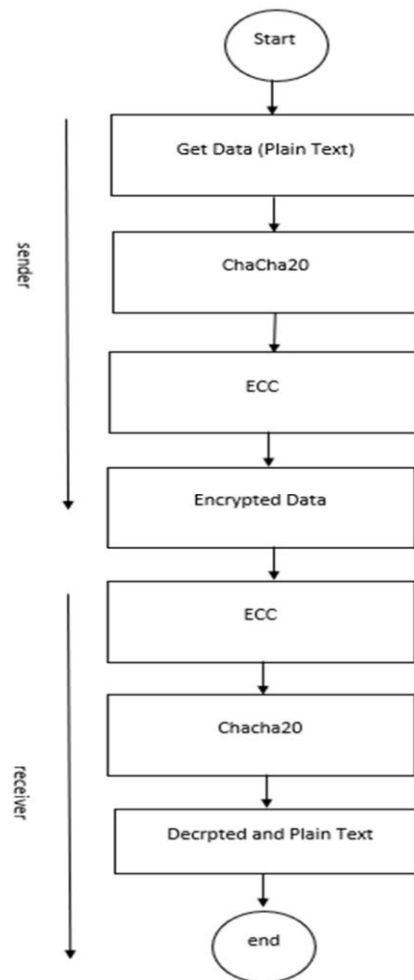 Start
Get Data (Plain Text)
sender
ChaCha20
ECC
Encrypted Data
ECC
Chacha20
receiver
Decrpted and Plain Text
end